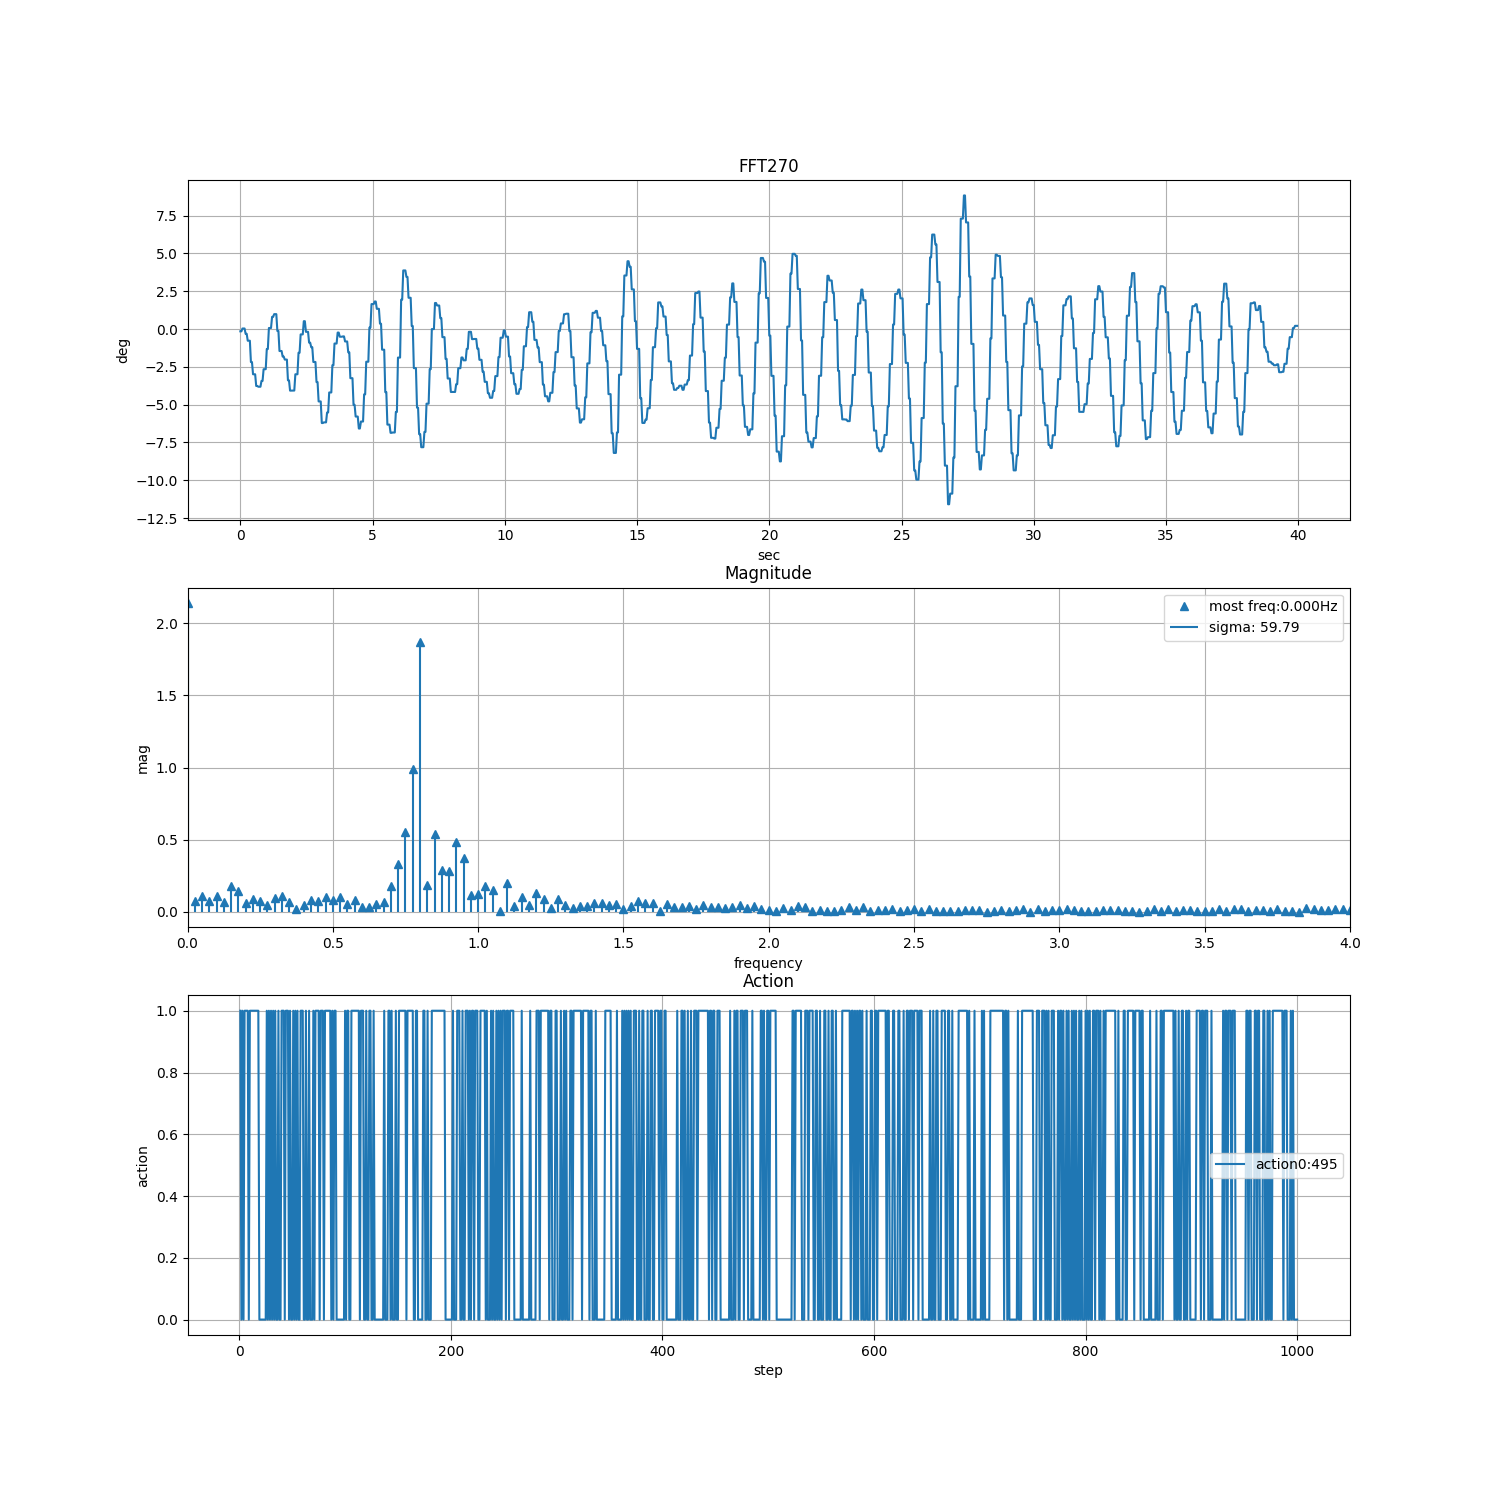 FFT270
7.5
5.0
2.5
0.0
−2.5
−5.0
−7.5
−10.0
−12.5
deg
0 5 10 15 20 25 30 35 40
sec
Magnitude
most freq:0.000Hz
sigma: 59.79
2.0
1.5
1.0
0.5
0.0
mag
0.0 0.5 1.0 1.5 2.0 2.5 3.0 3.5 4.0
frequency
Action
1.0
0.8
0.6
0.4
0.2
0.0
action
action0:495
0 200 400 600 800 1000
step